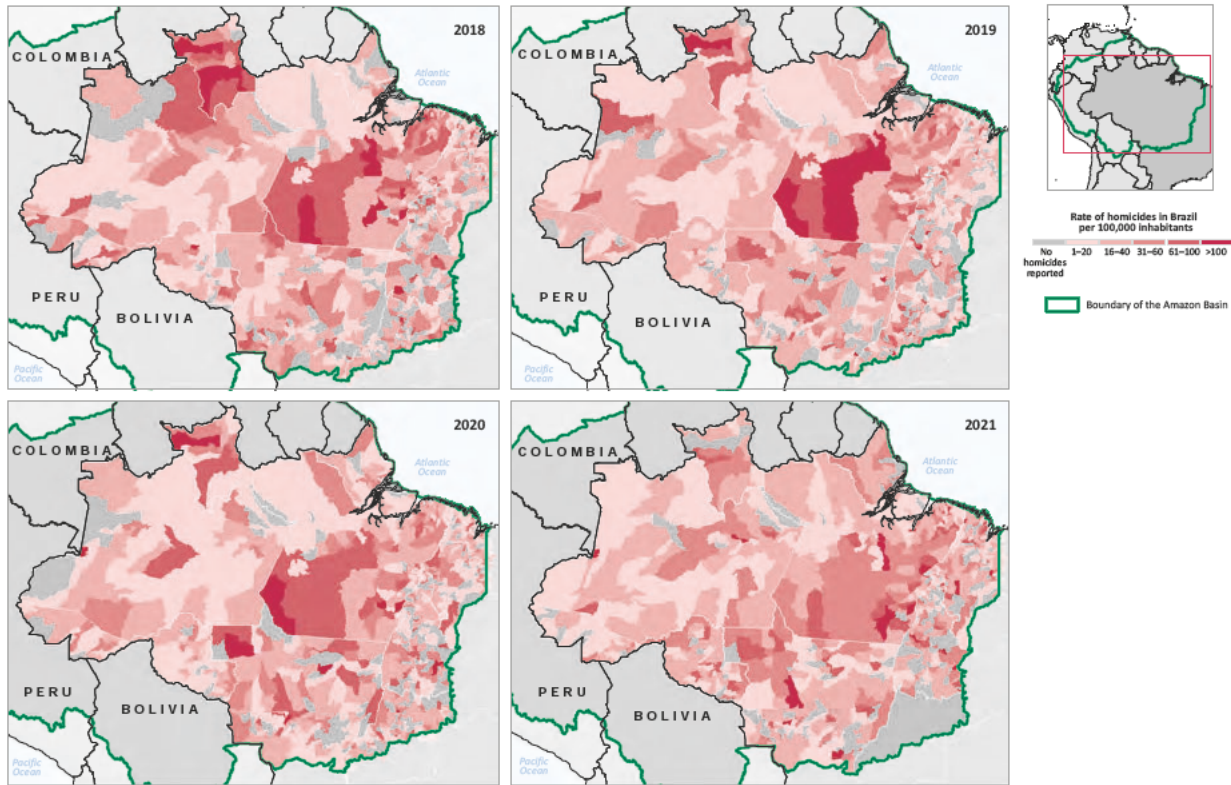 2018
COLOMBIA
Atlantic
Ocean
PERU
BOLIVIA
Pacific
Ocean
2019
COLOMBIA
Atlantic
Ocean
PERU
BOLIVIA
Pacific
Ocean
Rate of homicides in Brazil
per 100,000 inhabitants
No
homicides
reported
1–20
16–40
31–60
61–100
>100
Boundary of the Amazon Basin
2020
COLOMBIA
Atlantic
Ocean
PERU
BOLIVIA
Pacific
Ocean
2021
COLOMBIA
Atlantic
Ocean
PERU
BOLIVIA
Pacific
Ocean